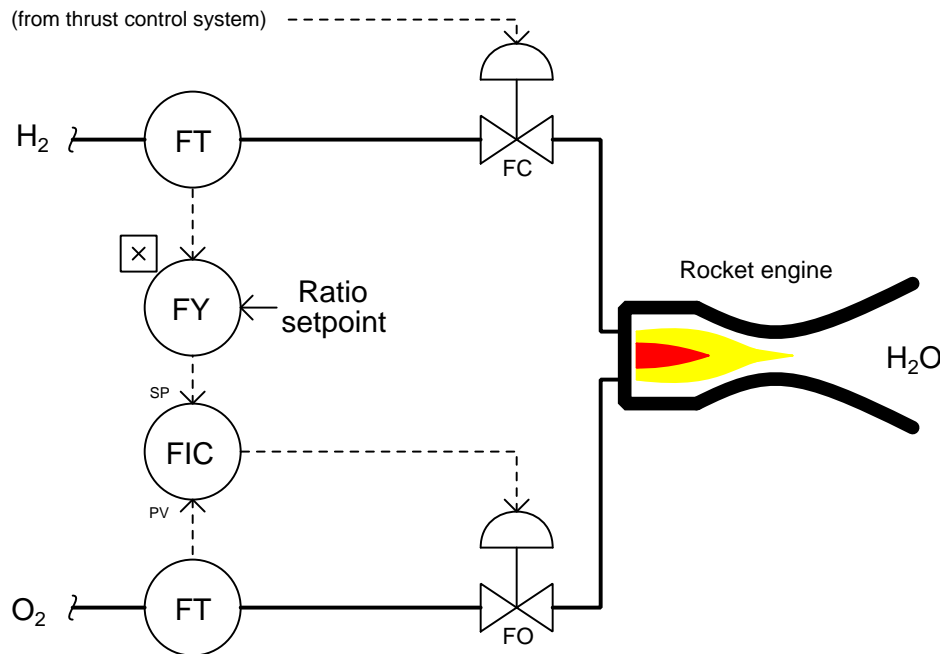 (from thrust control system)
H₂
FT
FC
×
FY
Ratio
setpoint
Rocket engine
H₂O
SP
FIC
PV
O₂
FT
FO